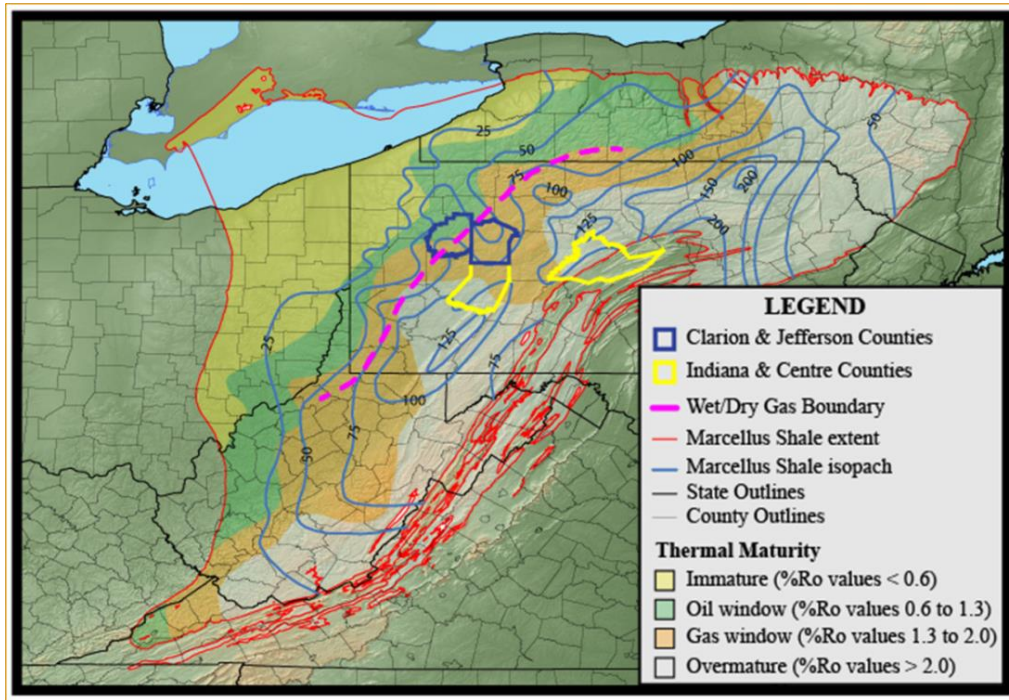 25
50
50
75
100
100
150
200
125
200
25
125
75
100
75
50
LEGEND
Clarion & Jefferson Counties
Indiana & Centre Counties
Wet/Dry Gas Boundary
Marcellus Shale extent
Marcellus Shale isopach
State Outlines
County Outlines
Thermal Maturity
Immature (%Ro values < 0.6)
Oil window (%Ro values 0.6 to 1.3)
Gas window (%Ro values 1.3 to 2.0)
Overmature (%Ro values > 2.0)